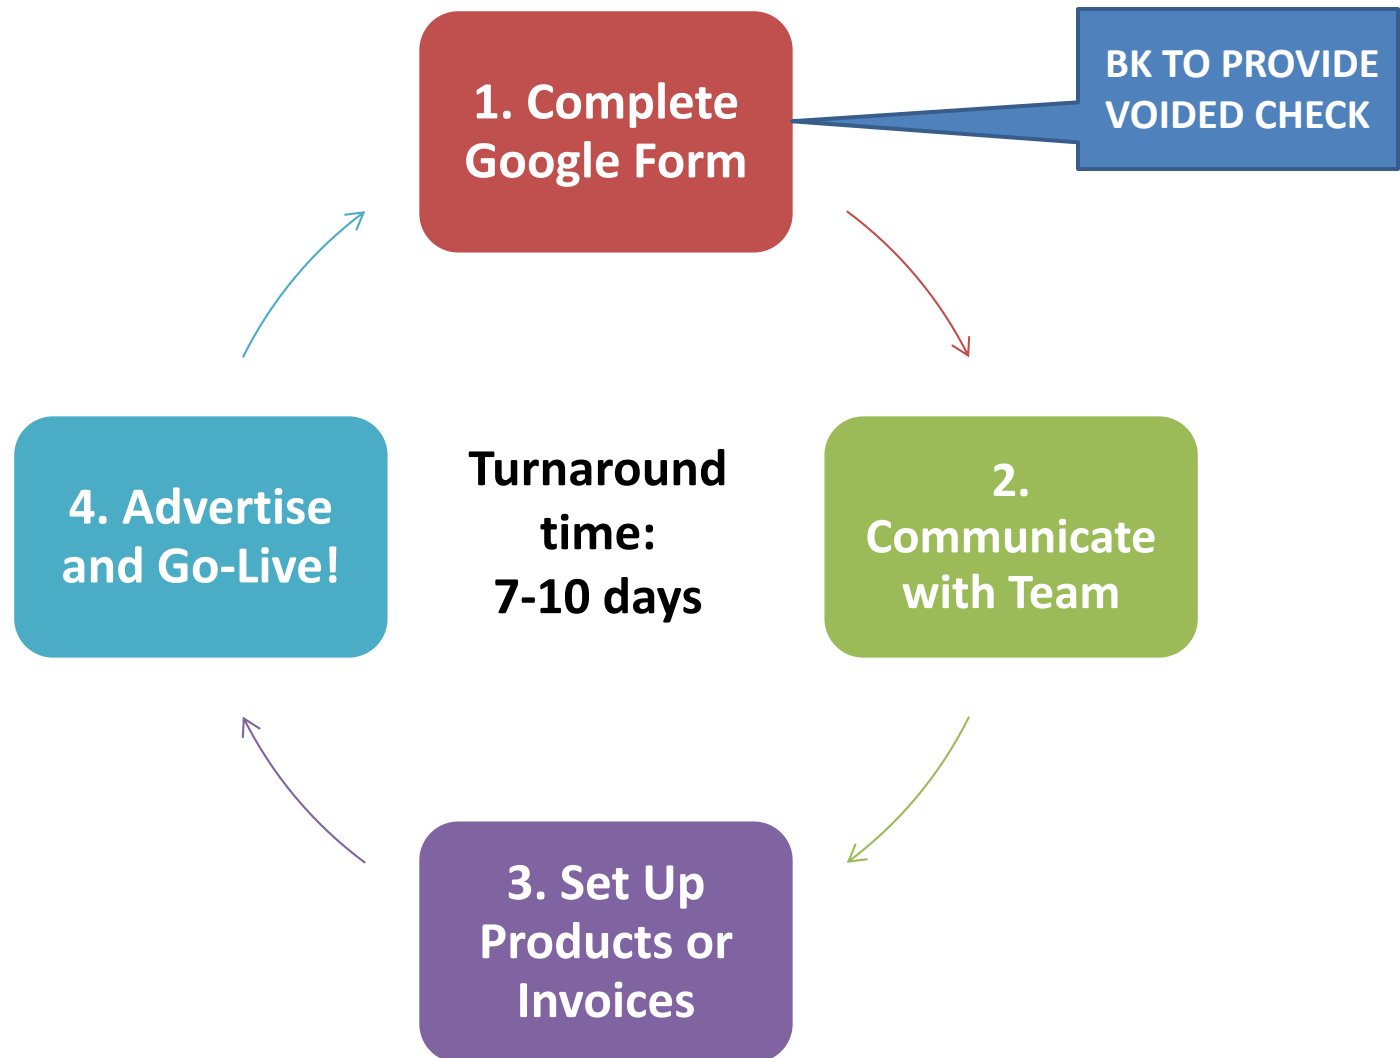 1. Complete
Google Form
BK TO PROVIDE
VOIDED CHECK
2.
Communicate
with Team
3. Set Up
Products or
Invoices
4. Advertise
and Go-Live!
Turnaround
time:
7-10 days